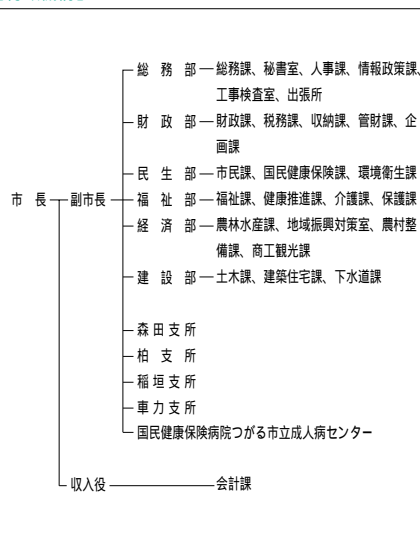 総務部 総務課、秘書室、人事課、情報政策課、
工事検査室、出張所
財政部 財政課、税務課、収納課、管財課、企
画課
民生部 市民課、国民健康保険課、環境衛生課
市長 副市長 福祉部 福祉課、健康推進課、介護課、保護課
経済部 農林水産課、地域振興対策室、農村整
備課、商工観光課
建設部 土木課、建築住宅課、下水道課
森田支所
柏支所
稲垣支所
車力支所
国民健康保険病院つがる市立成人病センター
収入役 会計課